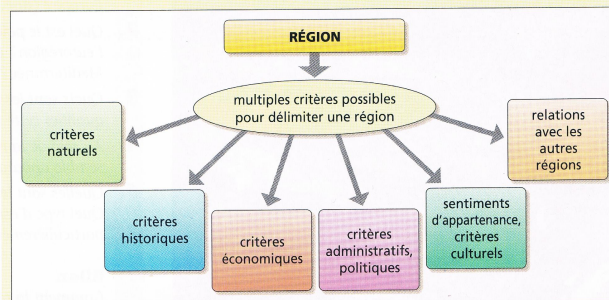 RÉGION
multiples critères possibles
pour délimiter une région
critères
naturels
critères
historiques
critères
économiques
critères
administratifs,
politiques
sentiments
d'appartenance,
critères
culturels
relations
avec les
autres
régions